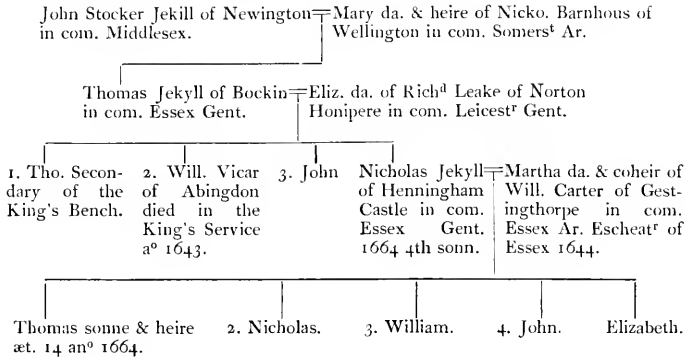 John Stocker Jekill of Newington
in com. Middlesex.
Mary da. & heire of Nicko. Barnhous of
Wellington in com. Somersᵗ Ar.
Thomas Jekyll of Bockin
in com. Essex Gent.
Eliz. da. of Richᵈ Leake of Norton
Honipere in com. Leicestʳ Gent.
1. Tho. Secon-
dary of the
King's Bench.
2. Will. Vicar
of Abingdon
died in the
King's Service
aº 1643.
3. John
Nicholas Jekyll
of Henningham
Castle in com.
Essex Gent.
1664 4th sonn.
Martha da. & coheir of
Will. Carter of Gest-
ingthorpe in com.
Essex Ar. Escheatʳ of
Essex 1644.
Thomas sonne & heire
æt. 14 anº 1664.
2. Nicholas.
3. William.
4. John.
Elizabeth.